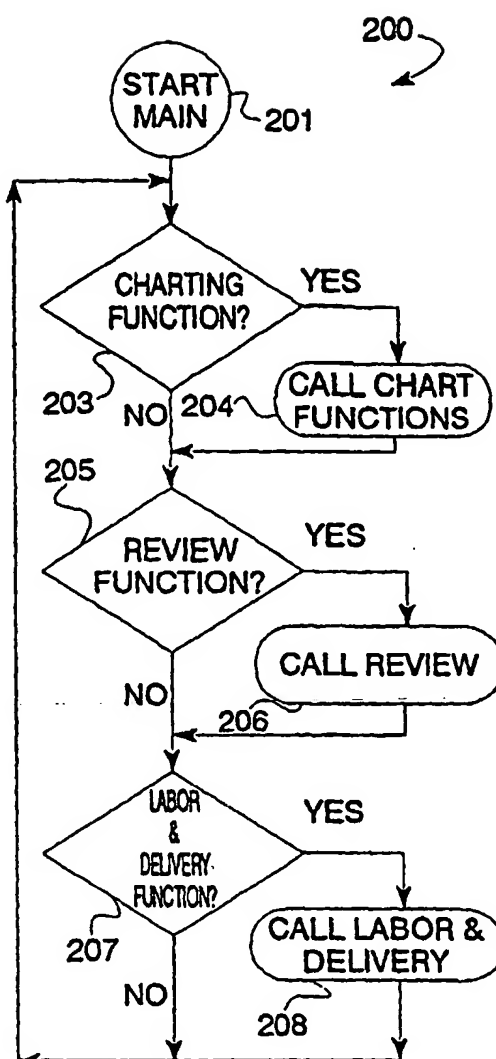 200
START
MAIN
201
CHARTING
FUNCTION?
YES
203
NO
204
CALL CHART
FUNCTIONS
205
REVIEW
FUNCTION?
YES
CALL REVIEW
NO
206
LABOR
&
DELIVERY
FUNCTION?
YES
207
CALL LABOR &
DELIVERY
NO
208